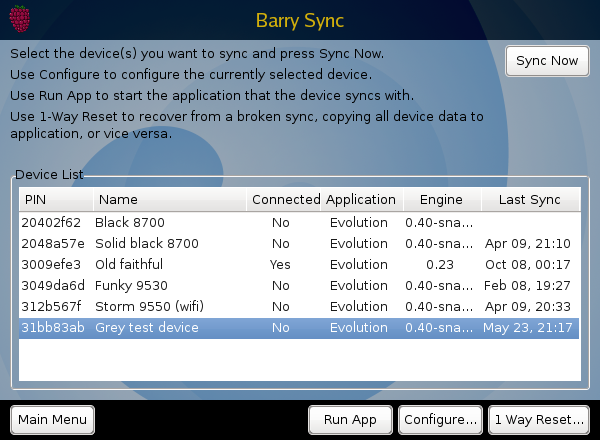 Barry Sync
Select the device(s) you want to sync and press Sync Now.
Use Configure to configure the currently selected device.
Use Run App to start the application that the device syncs with.
Use 1-Way Reset to recover from a broken sync, copying all device data to
application, or vice versa.
Sync Now
Device List
PIN Name Connected Application Engine Last Sync
20402f62 Black 8700 No Evolution 0.40-sna...
2048a57e Solid black 8700 No Evolution 0.40-sna... Apr 09, 21:10
3009efe3 Old faithful Yes Evolution 0.23 Oct 08, 00:17
3049da6d Funky 9530 No Evolution 0.40-sna... Feb 08, 19:27
312b567f Storm 9550 (wifi) No Evolution 0.40-sna... Apr 09, 20:33
31bb83ab Grey test device No Evolution 0.40-sna... May 23, 21:17
Main Menu Run App Configure... 1 Way Reset...